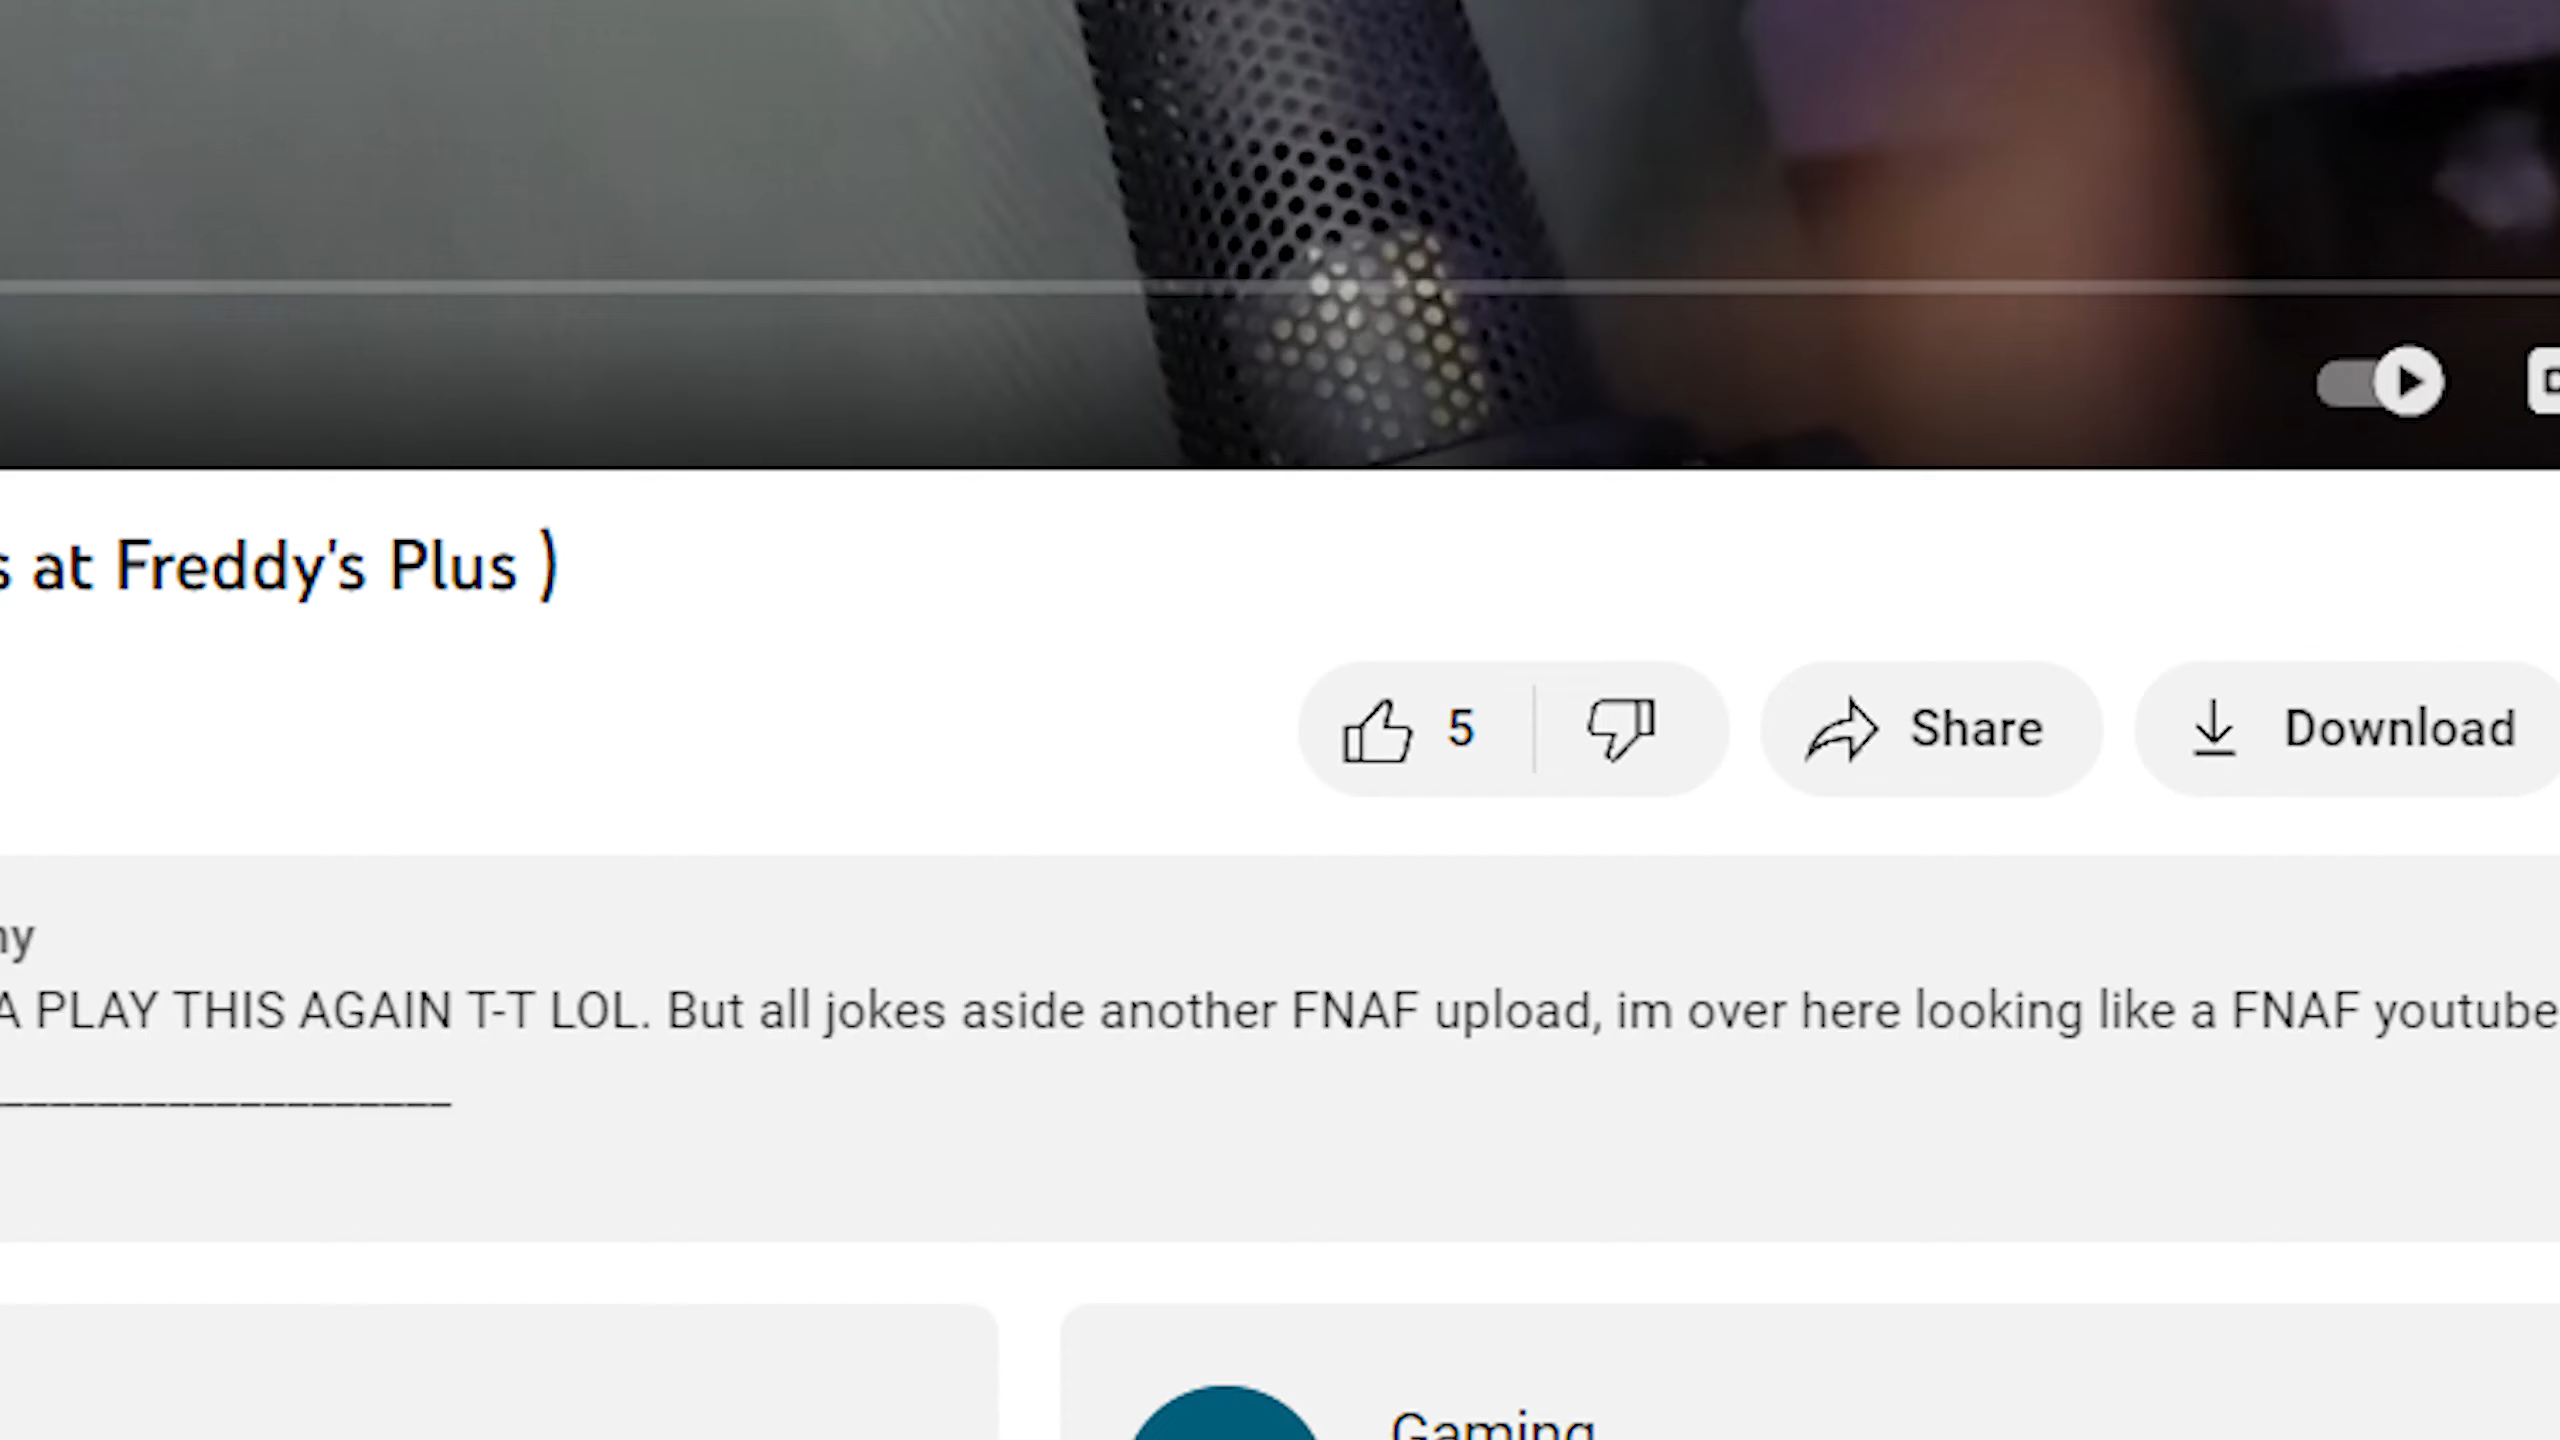 s at Freddy's Plus )
5
Share
Download
ny
A PLAY THIS AGAIN T-T LOL. But all jokes aside another FNAF upload, im over here looking like a FNAF youtube
Gaming